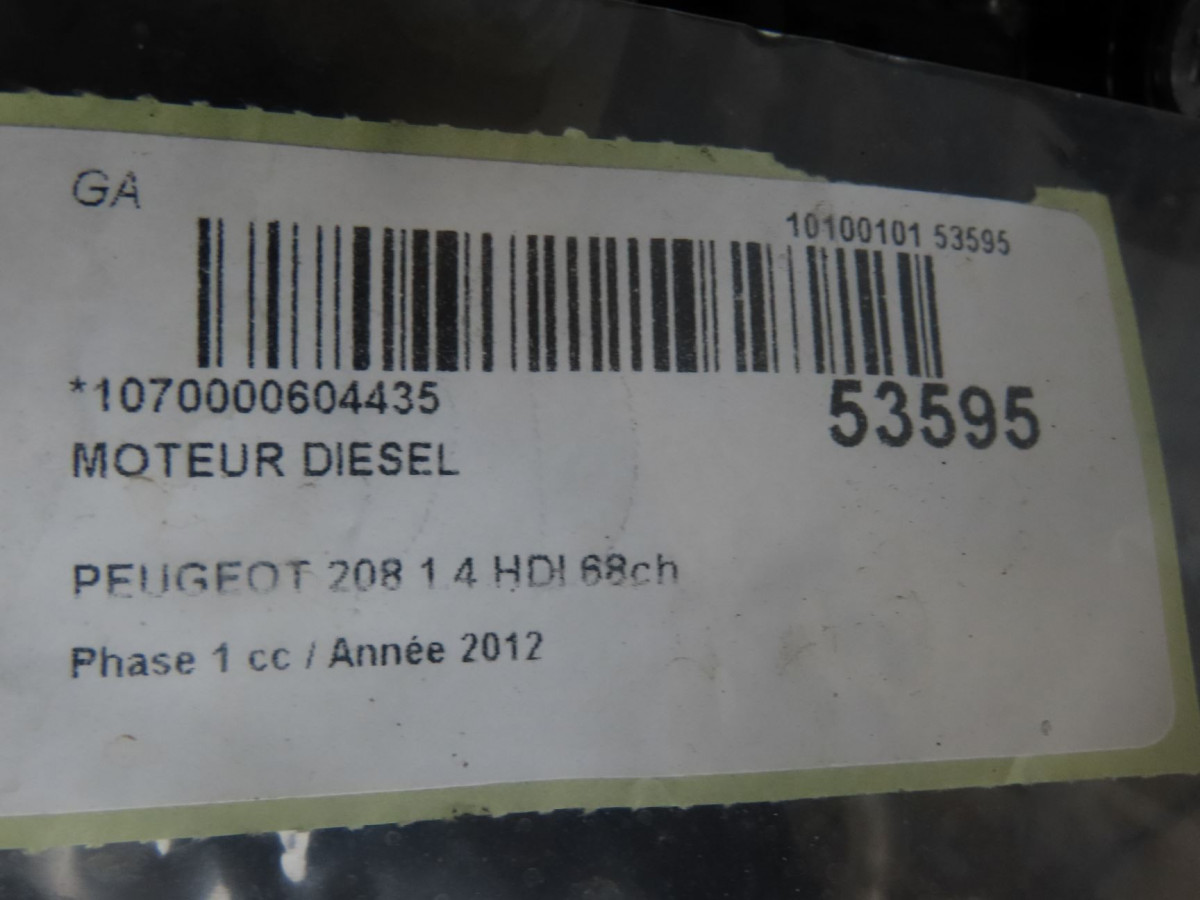 GA
10100101 53595
*1070000604435
53595
MOTEUR DIESEL
PEUGEOT 208 1.4 HDI 68ch
Phase 1 cc / Année 2012